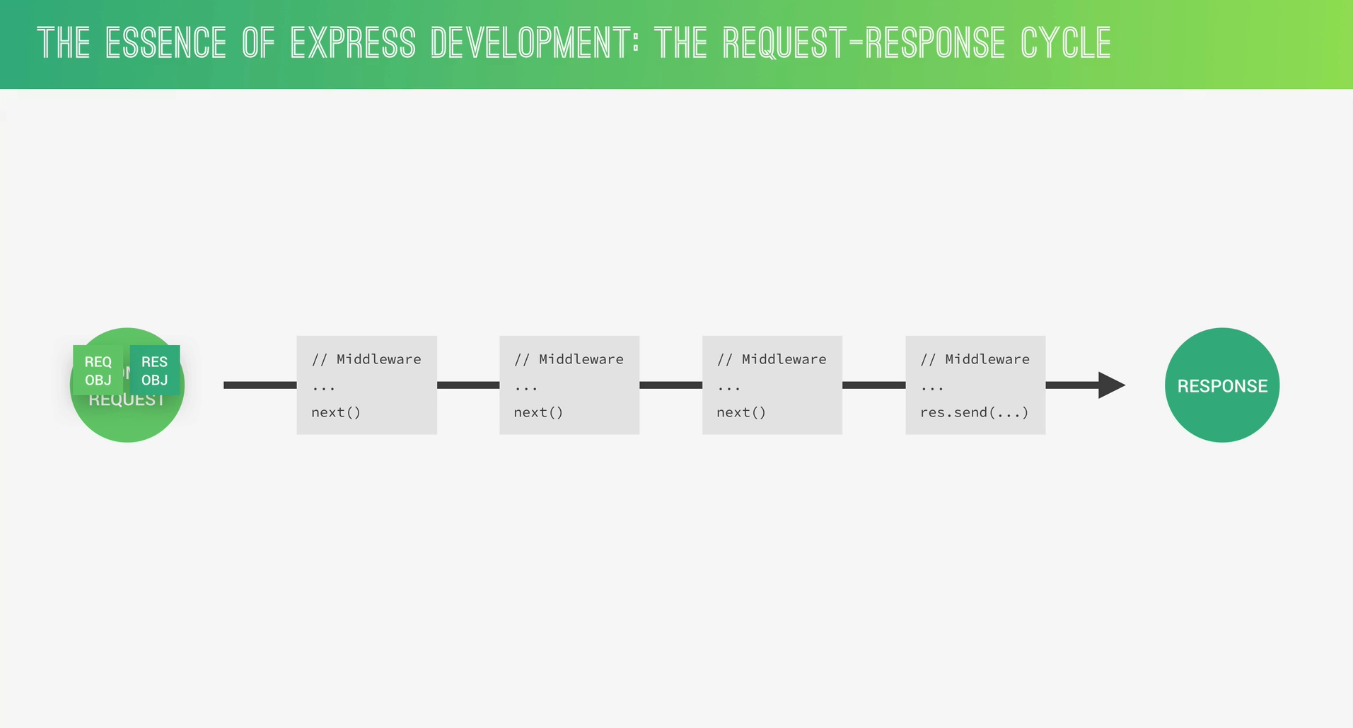 THE ESSENCE OF EXPRESS DEVELOPMENT: THE REQUEST-RESPONSE CYCLE
REQ
OBJ
RES
OBJ
REQUEST
// Middleware
...
next()
// Middleware
...
next()
// Middleware
...
next()
// Middleware
...
res.send(...)
RESPONSE